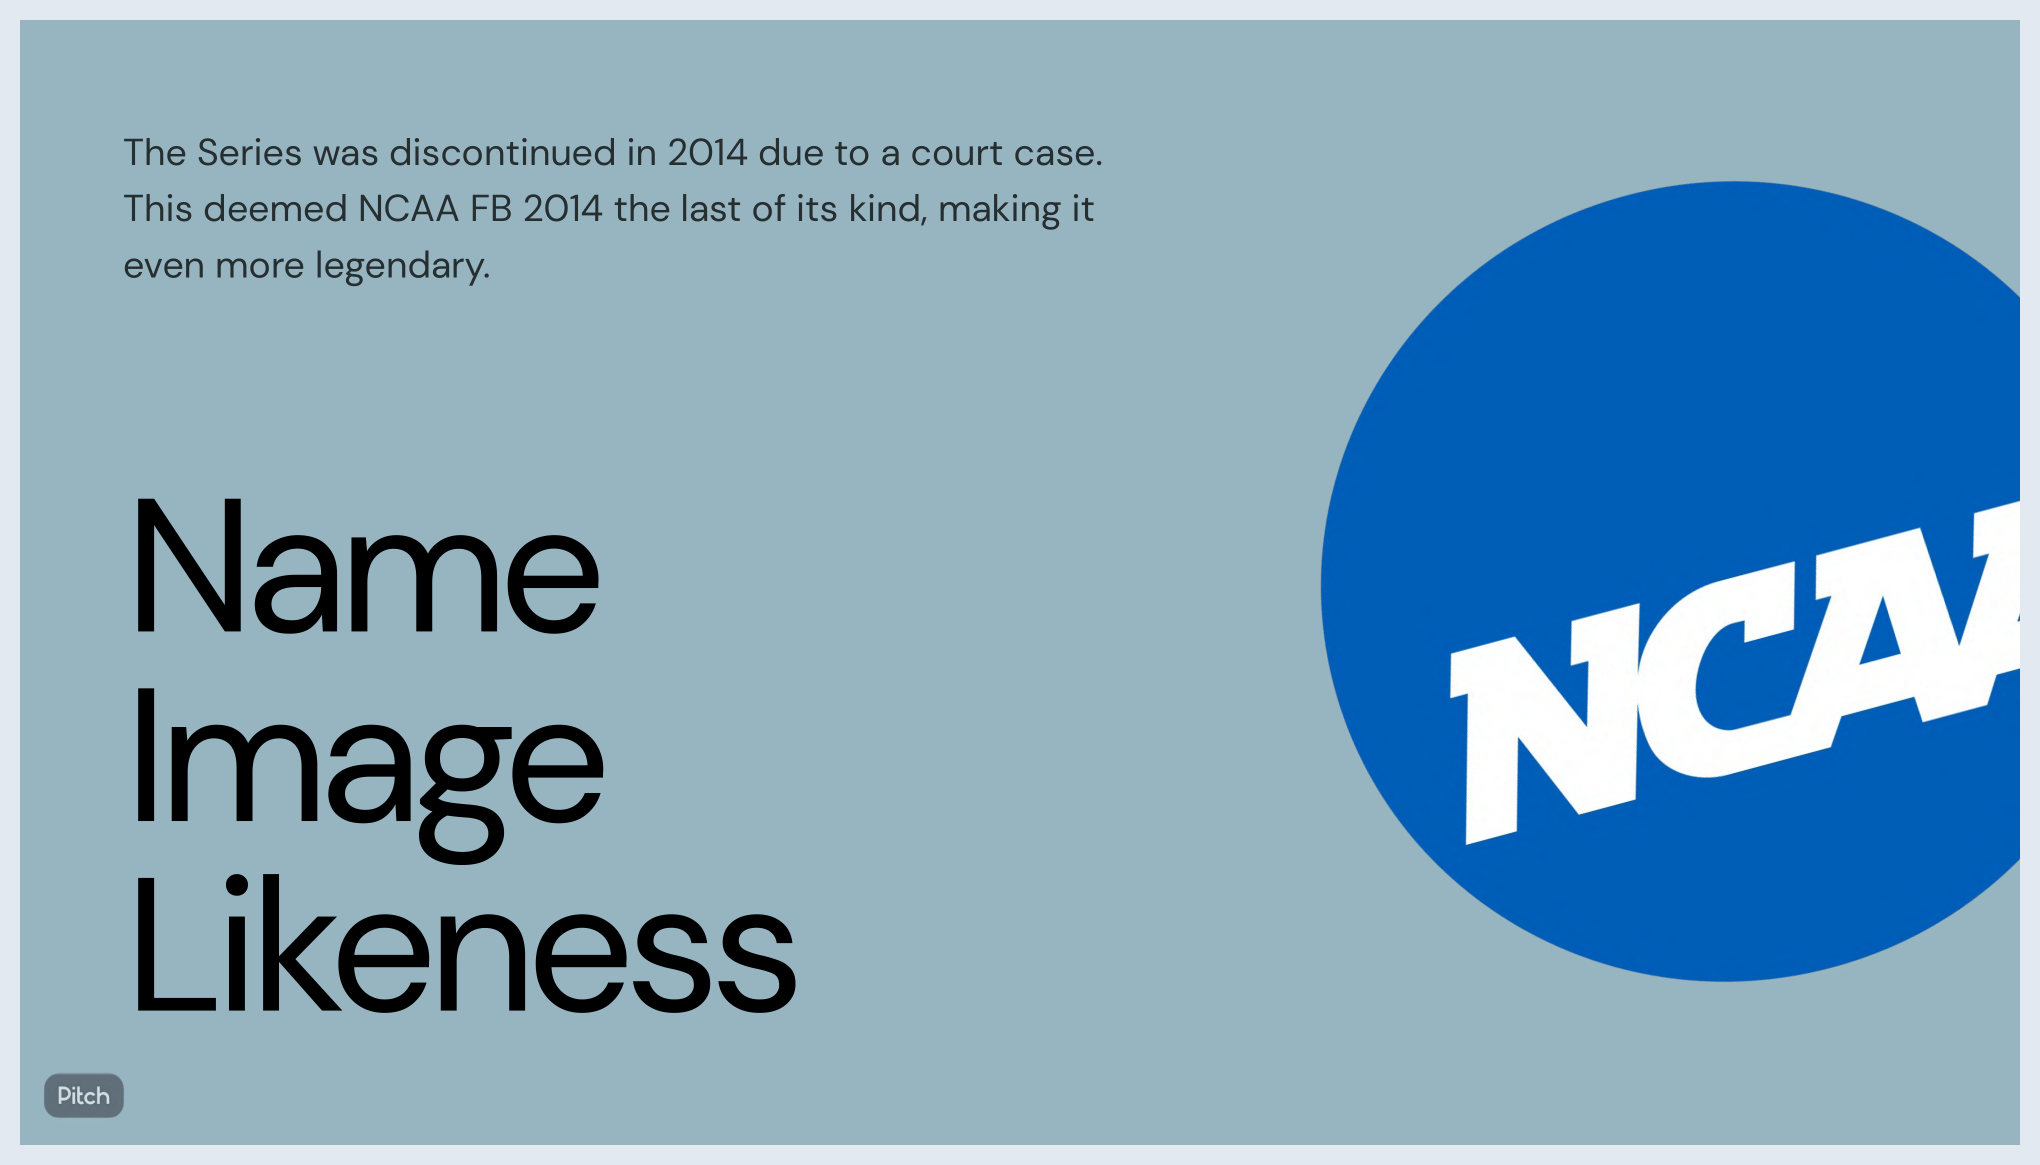 The Series was discontinued in 2014 due to a court case.
This deemed NCAA FB 2014 the last of its kind, making it
even more legendary.
Name
Image
Likeness
NCAA
Pitch